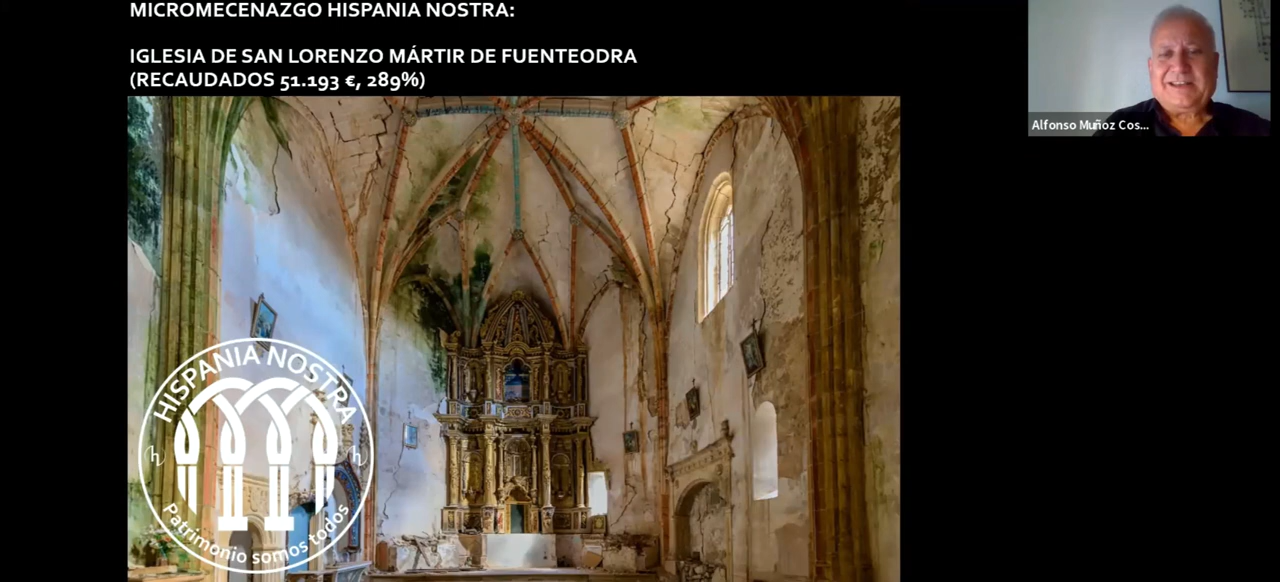 MICROMECENAZGO HISPANIA NOSTRA:
IGLESIA DE SAN LORENZO MÁRTIR DE FUENTEODRA
(RECAUDADOS 51.193 €, 289%)
Alfonso Muñoz Cos...
HISPANIA NOSTRA
h h
Patrimonio somos todos